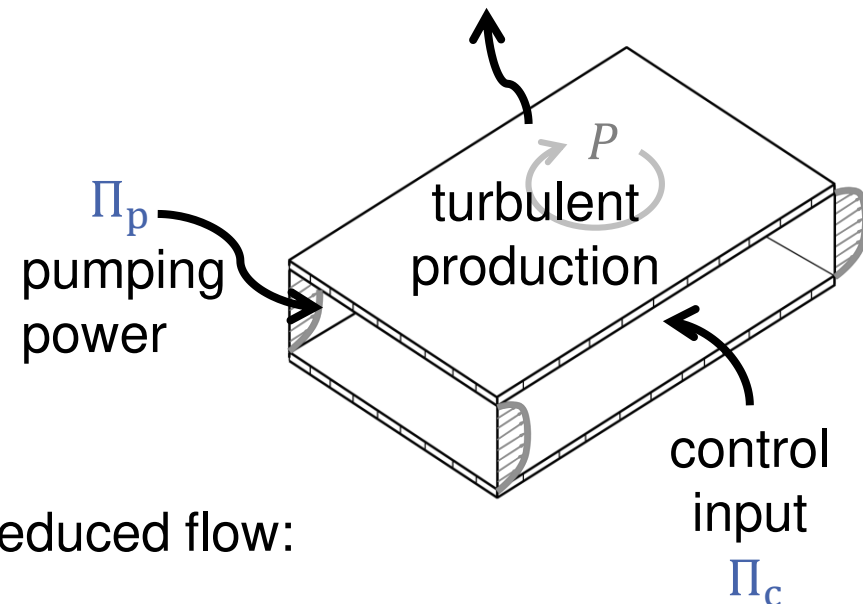 P
turbulent
production
Πp
pumping
power
control
input
Πc
educed flow: